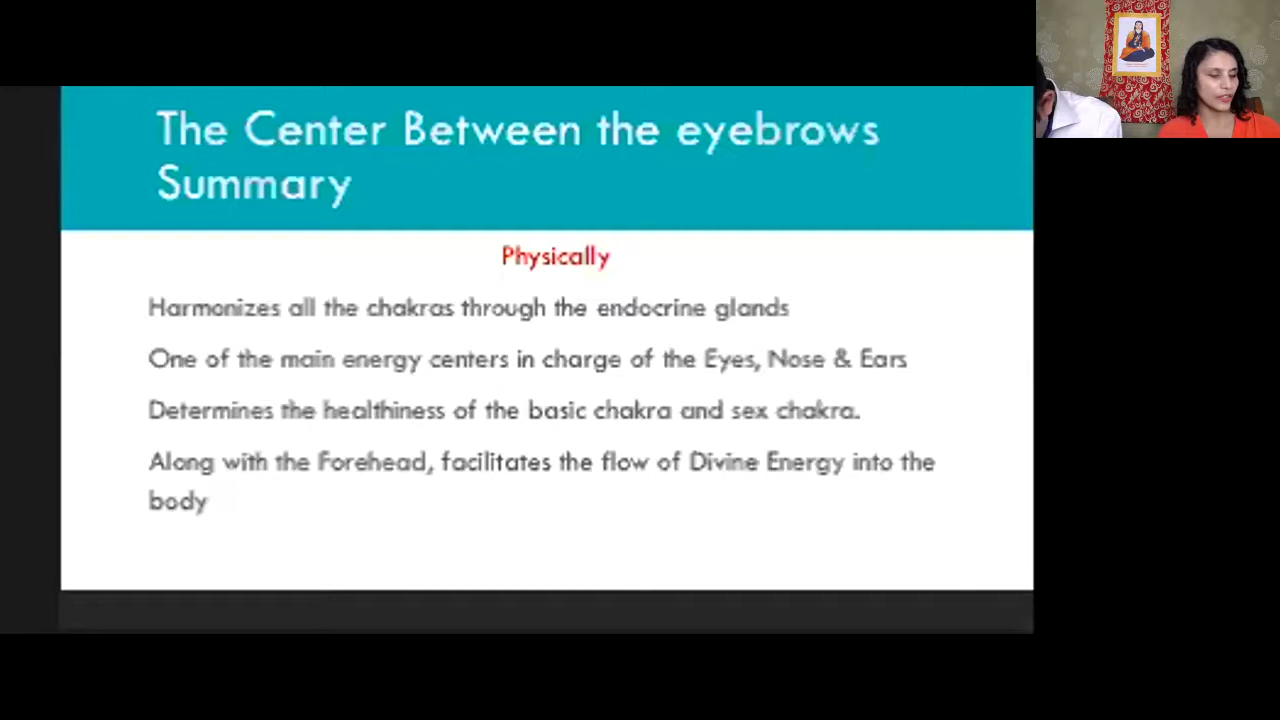 The Center Between the eyebrows
Summary
Physically
Harmonizes all the chakras through the endocrine glands
One of the main energy centers in charge of the Eyes, Nose & Ears
Determines the healthiness of the basic chakra and sex chakra.
Along with the Forehead, facilitates the flow of Divine Energy into the
body